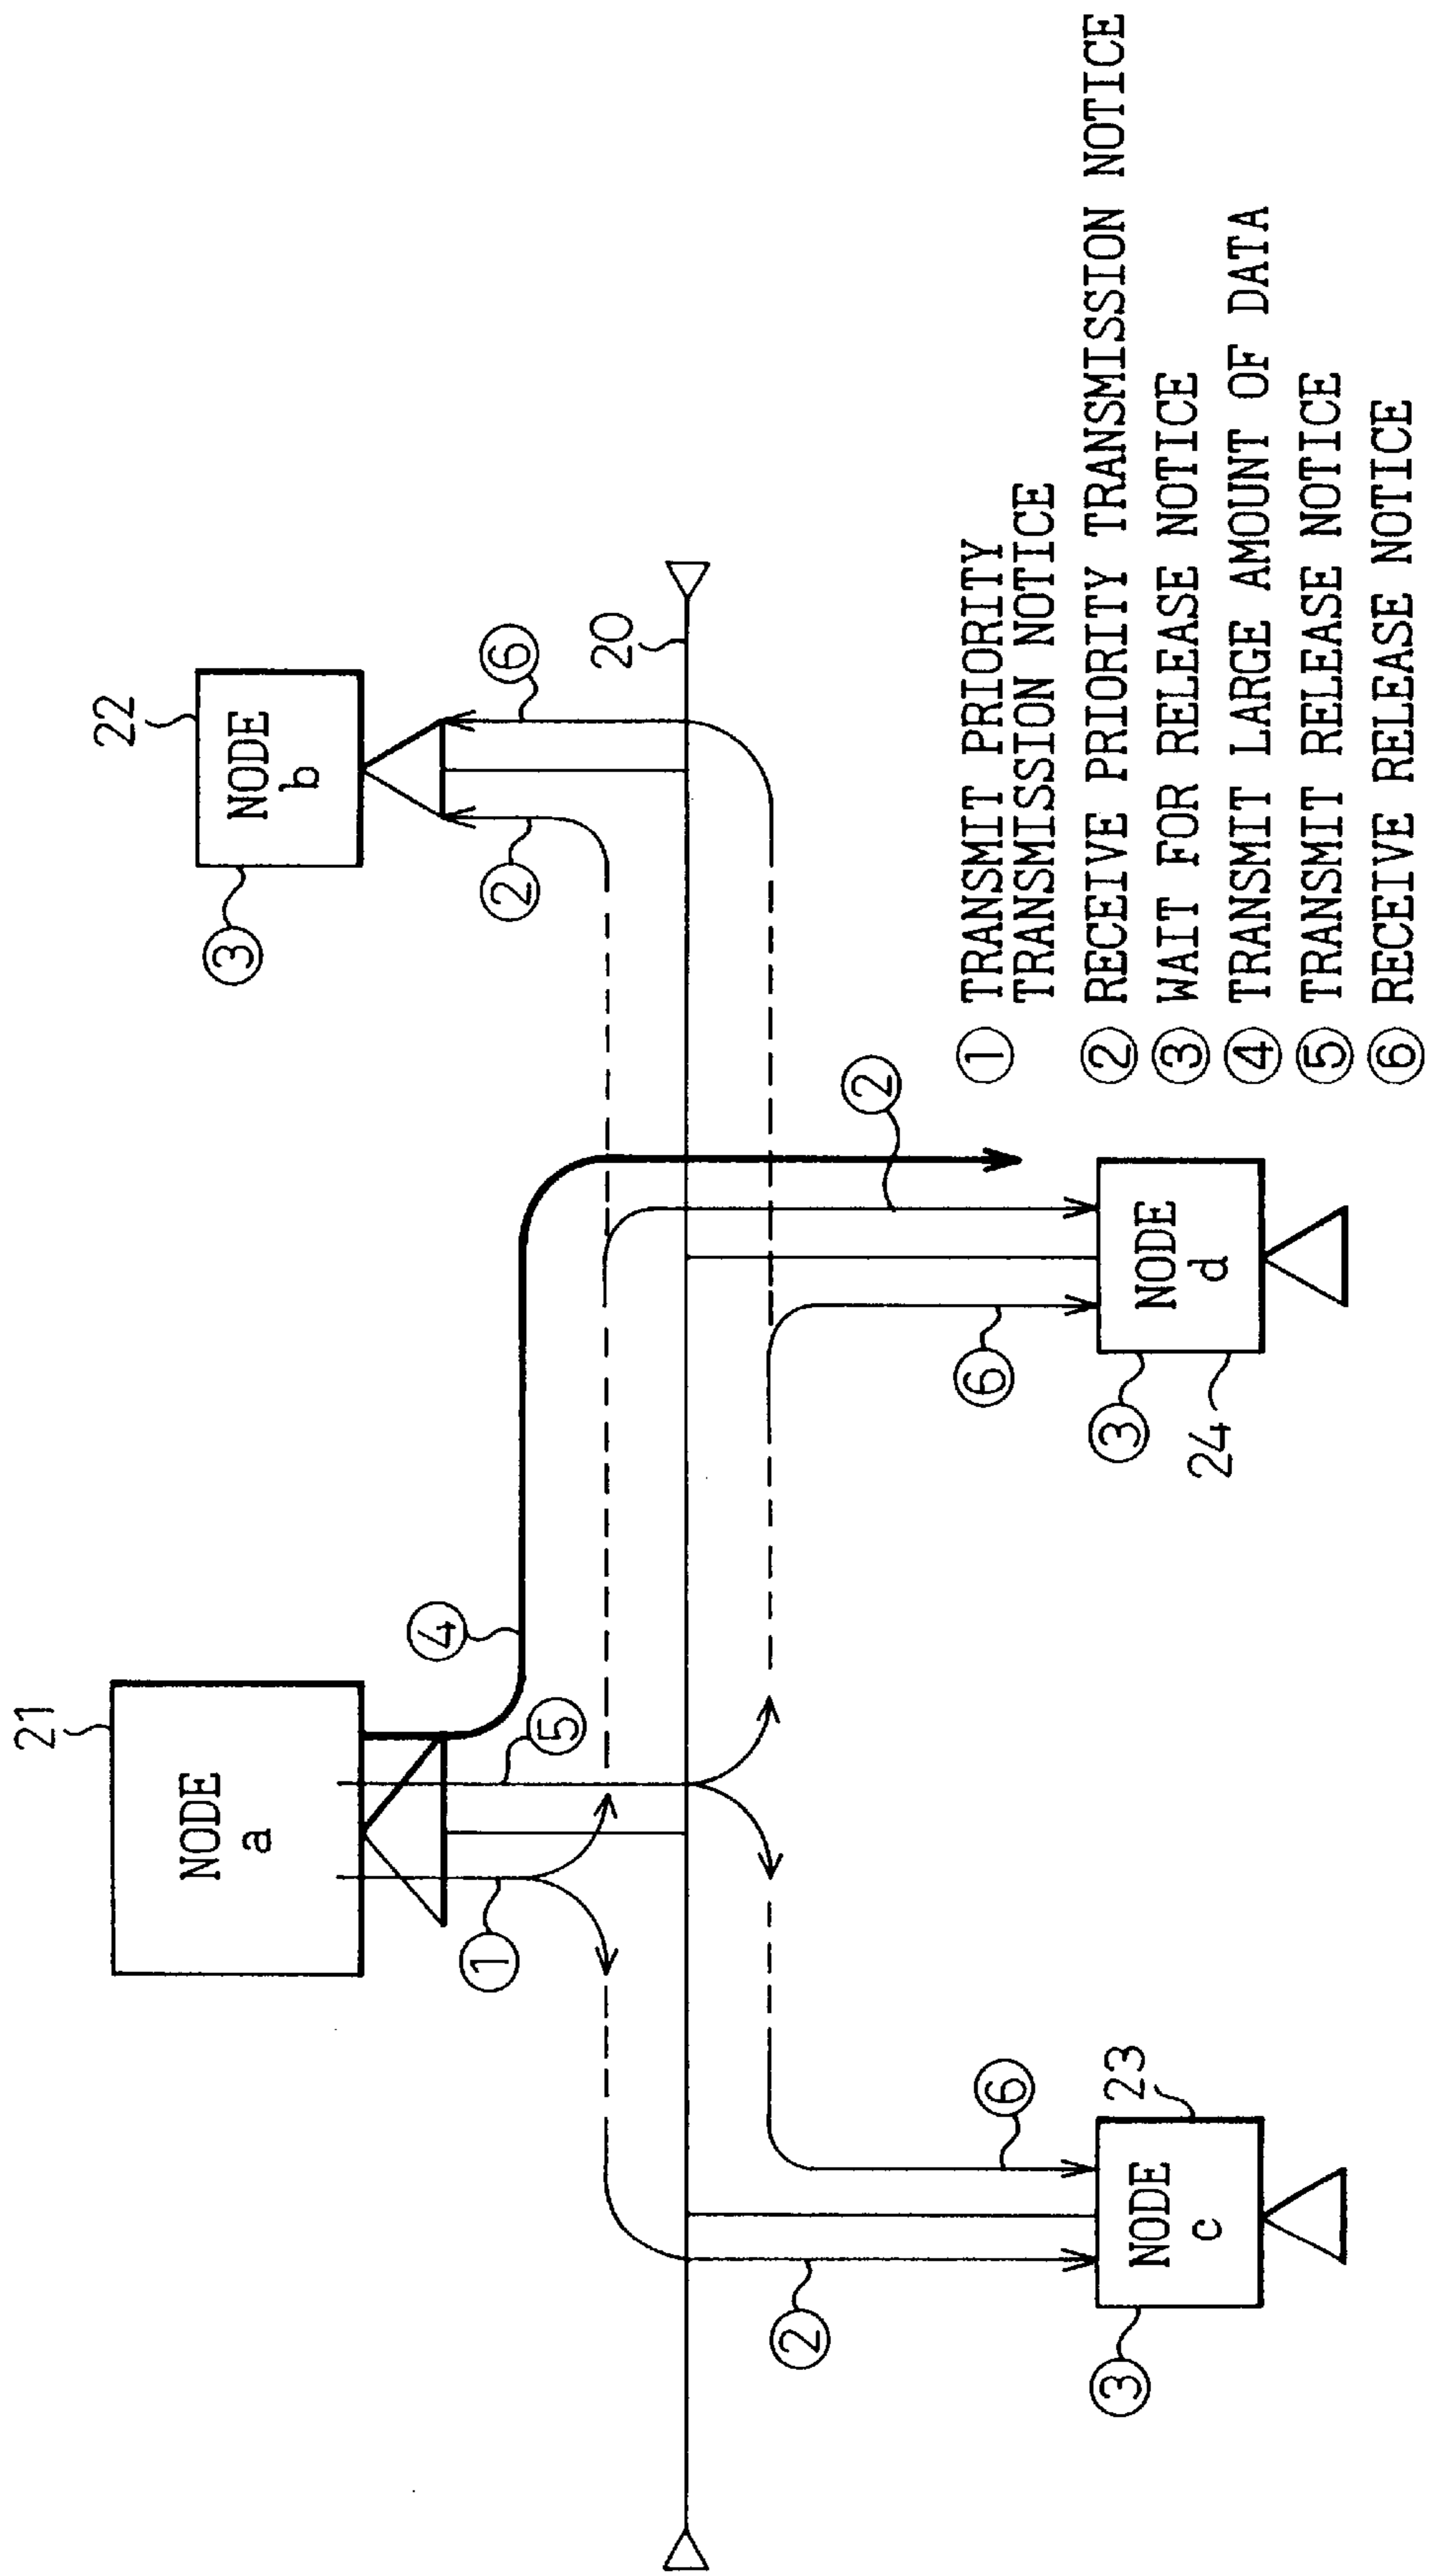 21
NODE
a
22
NODE
b
③
④
⑤
①
②
⑥
20
②
⑥
②
⑥
NODE
c
23
③
NODE
d
24
③
②
① TRANSMIT PRIORITY
TRANSMISSION NOTICE
② RECEIVE PRIORITY TRANSMISSION NOTICE
③ WAIT FOR RELEASE NOTICE
④ TRANSMIT LARGE AMOUNT OF DATA
⑤ TRANSMIT RELEASE NOTICE
⑥ RECEIVE RELEASE NOTICE